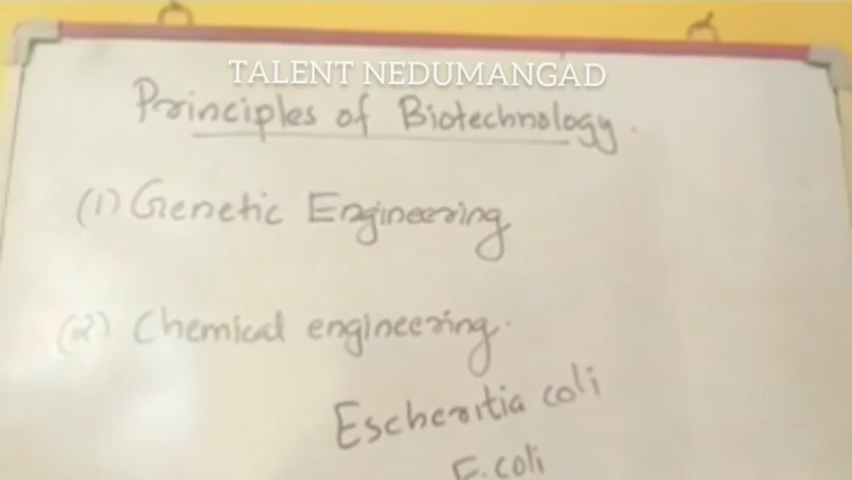 TALENT NEDUMANGAD
Principles of Biotechnology.
(1) Genetic Engineering
(2) Chemical engineering.
Escheritia coli
E.coli